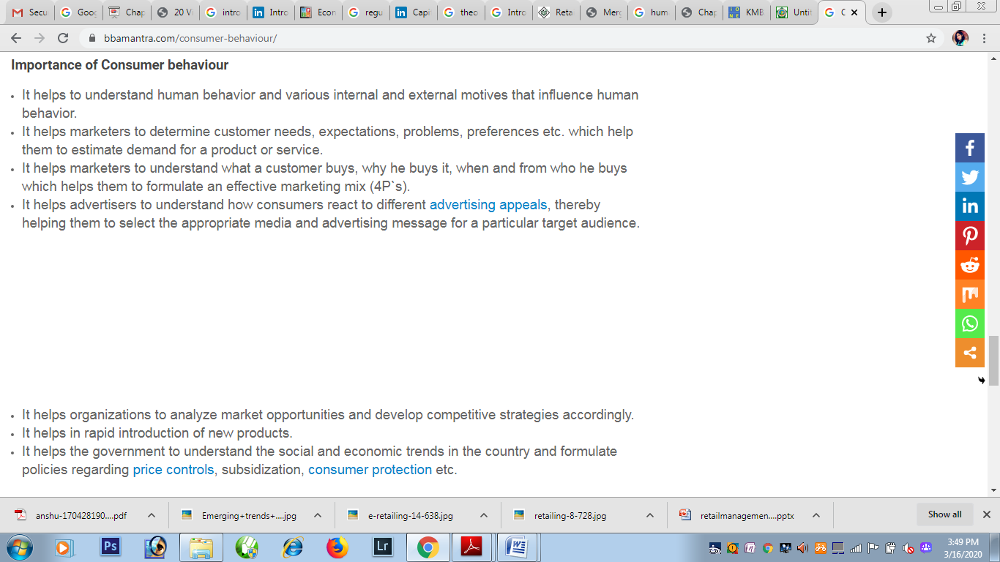 Secu
Goog
Chap
20 Vi
intro
Intro
Econ
regu
Capi
theo
Intro
Reta
Merg
hum
Chap
KMB
Untit
C
bbamantra.com/consumer-behaviour/
Importance of Consumer behaviour
• It helps to understand human behavior and various internal and external motives that influence human
behavior.
• It helps marketers to determine customer needs, expectations, problems, preferences etc. which help
them to estimate demand for a product or service.
• It helps marketers to understand what a customer buys, why he buys it, when and from who he buys
which helps them to formulate an effective marketing mix (4P`s).
• It helps advertisers to understand how consumers react to different advertising appeals, thereby
helping them to select the appropriate media and advertising message for a particular target audience.
• It helps organizations to analyze market opportunities and develop competitive strategies accordingly.
• It helps in rapid introduction of new products.
• It helps the government to understand the social and economic trends in the country and formulate
policies regarding price controls, subsidization, consumer protection etc.
anshu-170428190....pdf
Emerging+trends+....jpg
e-retailing-14-638.jpg
retailing-8-728.jpg
retailmanagemen....pptx
Show all
Ps
Lr
3:49 PM
3/16/2020